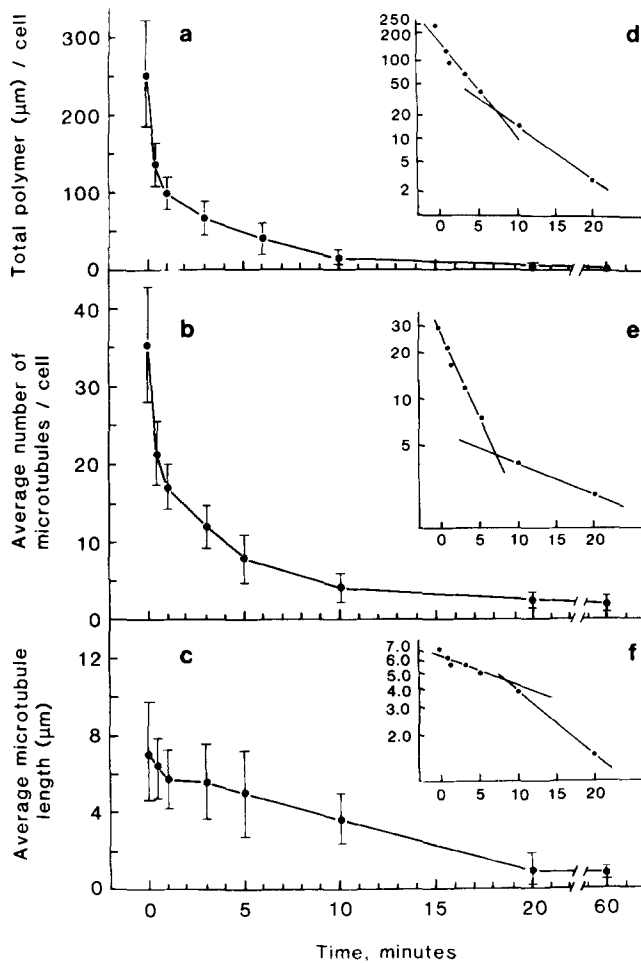 a
300
200
100
0
Total polymer (μm) / cell
d
250
200
100
50
20
10
5
2
0 5 10 20
b
40
30
20
10
0
Average number of
microtubules / cell
e
30
20
10
5
0 5 10 15 20
c
12
8
4
0
Average microtubule
length (μm)
f
7.0
6.0
5.0
4.0
3.0
2.0
0 5 10 15 20
0 5 10 15 20 60
Time, minutes